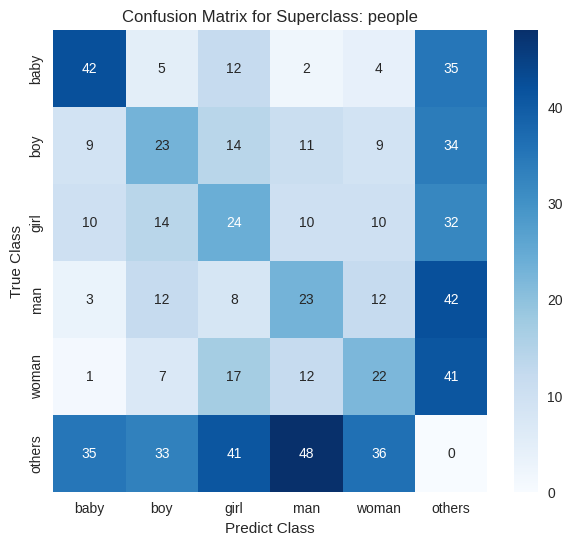 Confusion Matrix for Superclass: people
True Class
baby 42 5 12 2 4 35
boy 9 23 14 11 9 34
girl 10 14 24 10 10 32
man 3 12 8 23 12 42
woman 1 7 17 12 22 41
others 35 33 41 48 36 0
baby boy girl man woman others
Predict Class
40
30
20
10
0